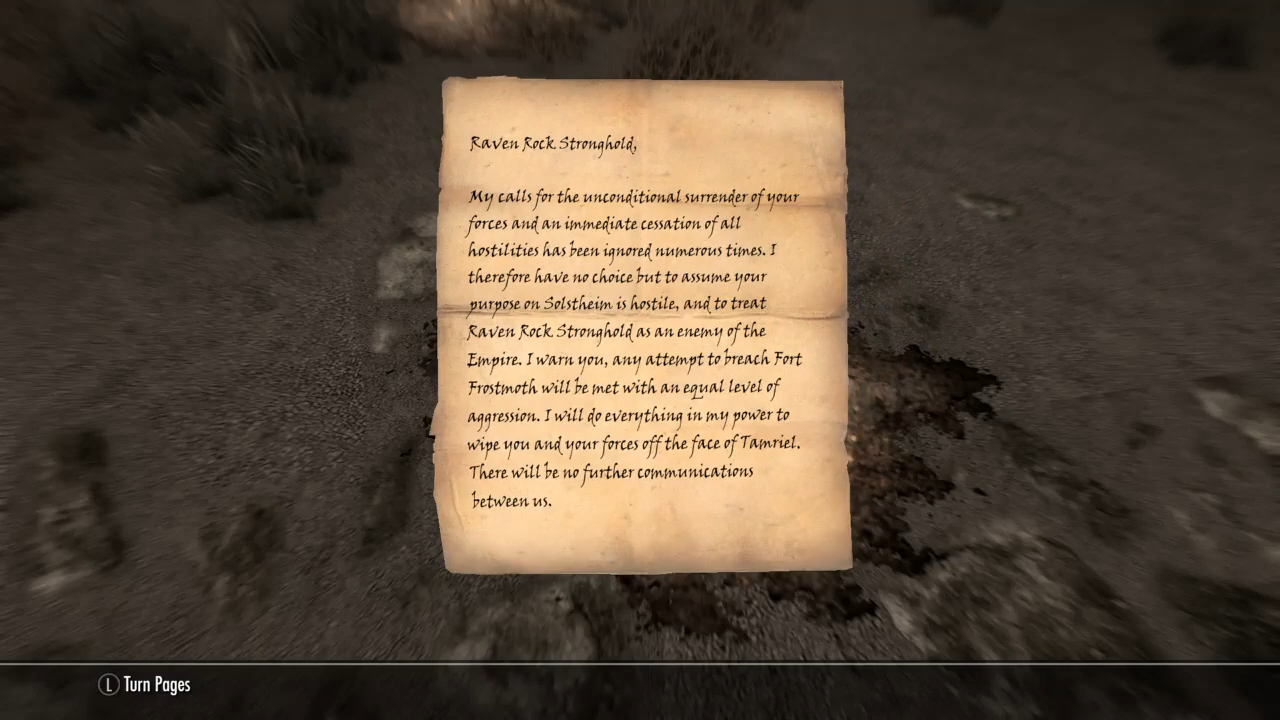 Raven Rock Stronghold,
My calls for the unconditional surrender of your
forces and an immediate cessation of all
hostilities has been ignored numerous times. I
therefore have no choice but to assume your
purpose on Solstheim is hostile, and to treat
Raven Rock Stronghold as an enemy of the
Empire. I warn you, any attempt to breach Fort
Frostmoth will be met with an equal level of
aggression. I will do everything in my power to
wipe you and your forces off the face of Tamriel.
There will be no further communications
between us.
L Turn Pages